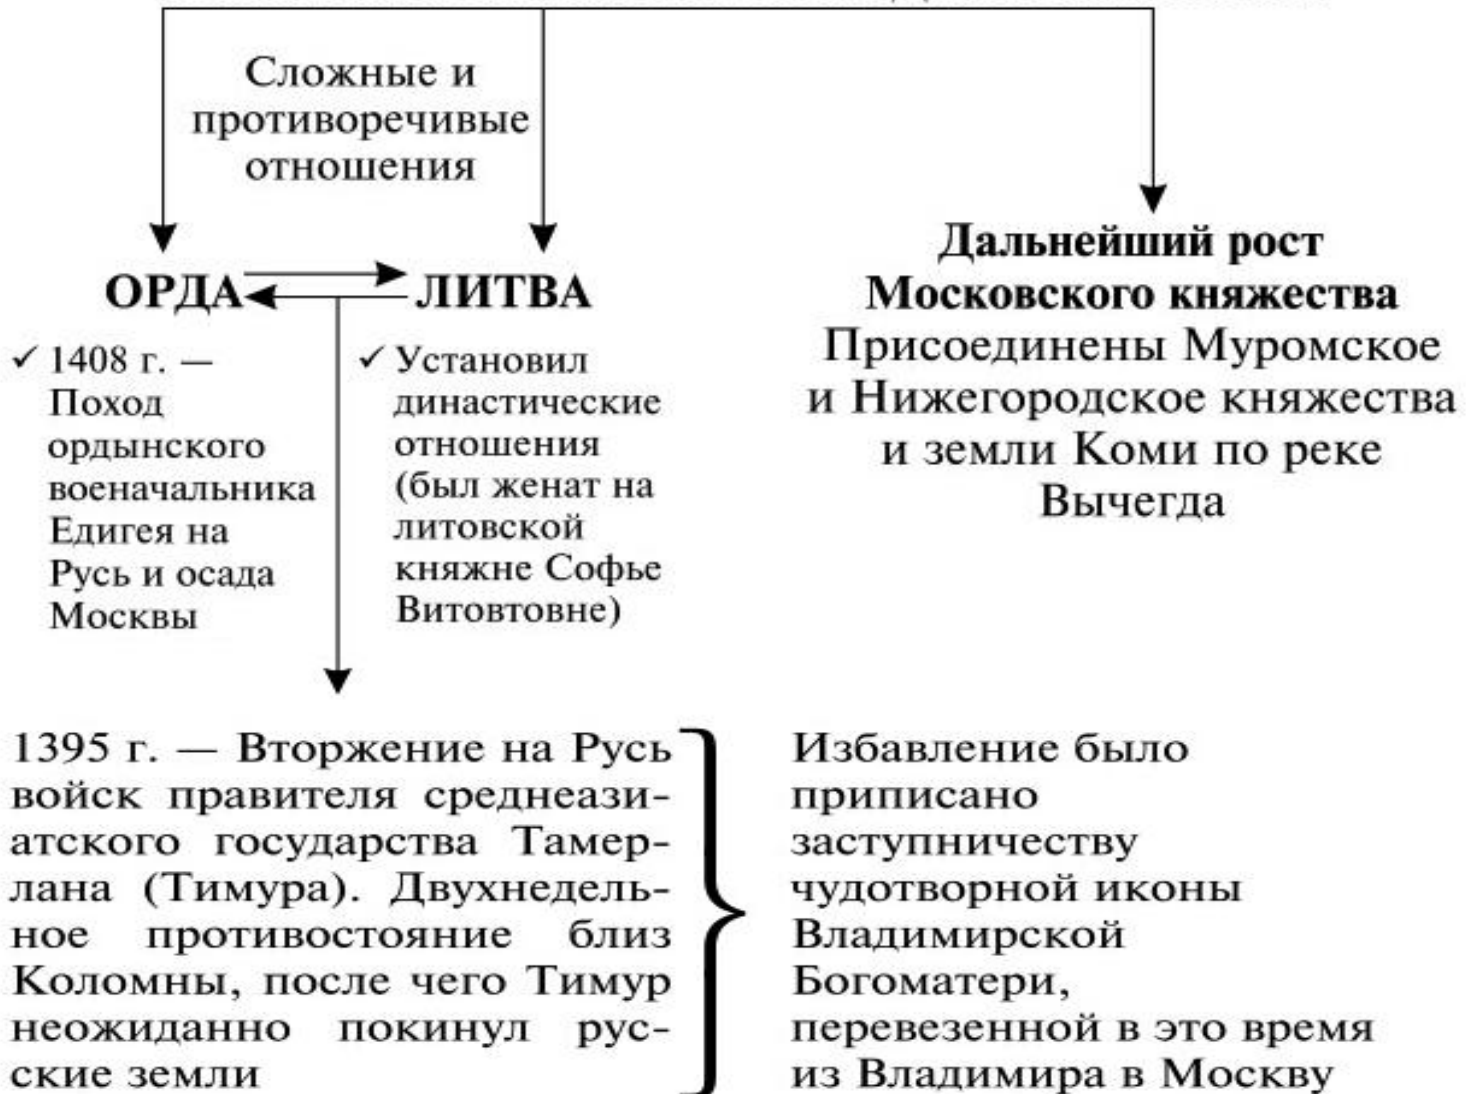 Сложные и
противоречивые
отношения
ОРДА
ЛИТВА
✓ 1408 г. —
Поход
ордынского
военачальника
Едигея на
Русь и осада
Москвы
✓ Установил
династические
отношения
(был женат на
литовской
княжне Софье
Витовтовне)
Дальнейший рост
Московского княжества
Присоединены Муромское
и Нижегородское княжества
и земли Коми по реке
Вычегда
1395 г. — Вторжение на Русь
войск правителя среднеази-
атского государства Тамер-
лана (Тимура). Двухнедель-
ное противостояние близ
Коломны, после чего Тимур
неожиданно покинул рус-
ские земли
Избавление было
приписано
заступничеству
чудотворной иконы
Владимирской
Богоматери,
перевезенной в это время
из Владимира в Москву